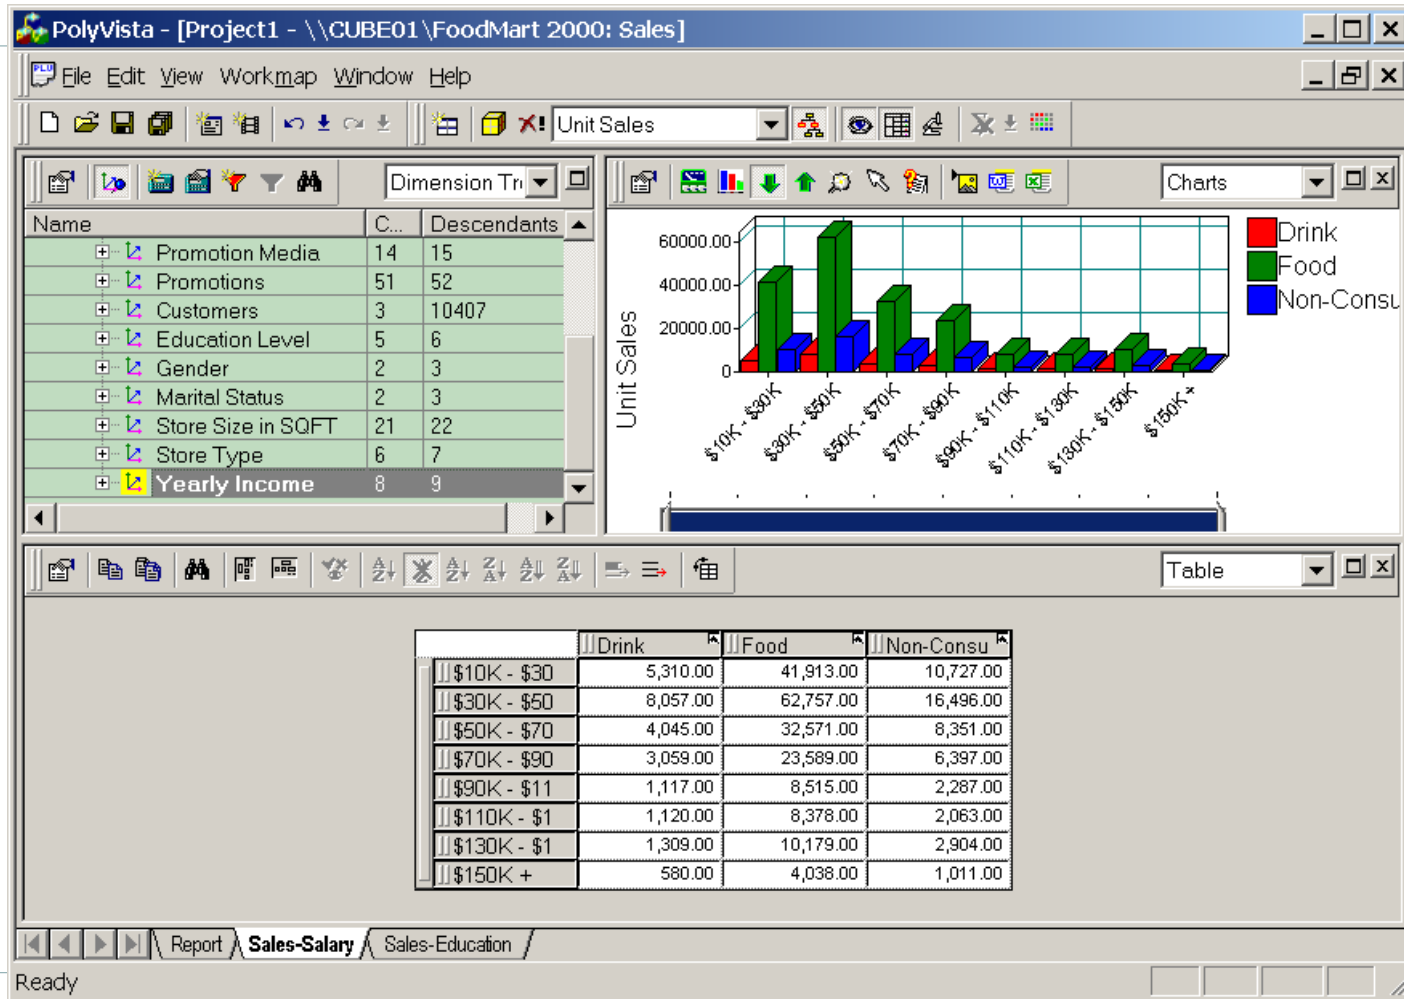 PolyVista - [Project1 - \\CUBE01\FoodMart 2000: Sales]
File Edit View Workmap Window Help
Unit Sales
Dimension Tr
Charts
Name C... Descendants
Promotion Media 14 15
Promotions 51 52
Customers 3 10407
Education Level 5 6
Gender 2 3
Marital Status 2 3
Store Size in SQFT 21 22
Store Type 6 7
Yearly Income 8 9
60000.00
40000.00
20000.00
0
Unit Sales
$10K - $30K
$30K - $50K
$50K - $70K
$70K - $90K
$90K - $110K
$110K - $130K
$130K - $150K
$150K +
Drink
Food
Non-Consu
Table
Drink Food Non-Consu
$10K - $30 5,310.00 41,913.00 10,727.00
$30K - $50 8,057.00 62,757.00 16,496.00
$50K - $70 4,045.00 32,571.00 8,351.00
$70K - $90 3,059.00 23,589.00 6,397.00
$90K - $11 1,117.00 8,515.00 2,287.00
$110K - $1 1,120.00 8,378.00 2,063.00
$130K - $1 1,309.00 10,179.00 2,904.00
$150K + 580.00 4,038.00 1,011.00
Report Sales-Salary Sales-Education
Ready